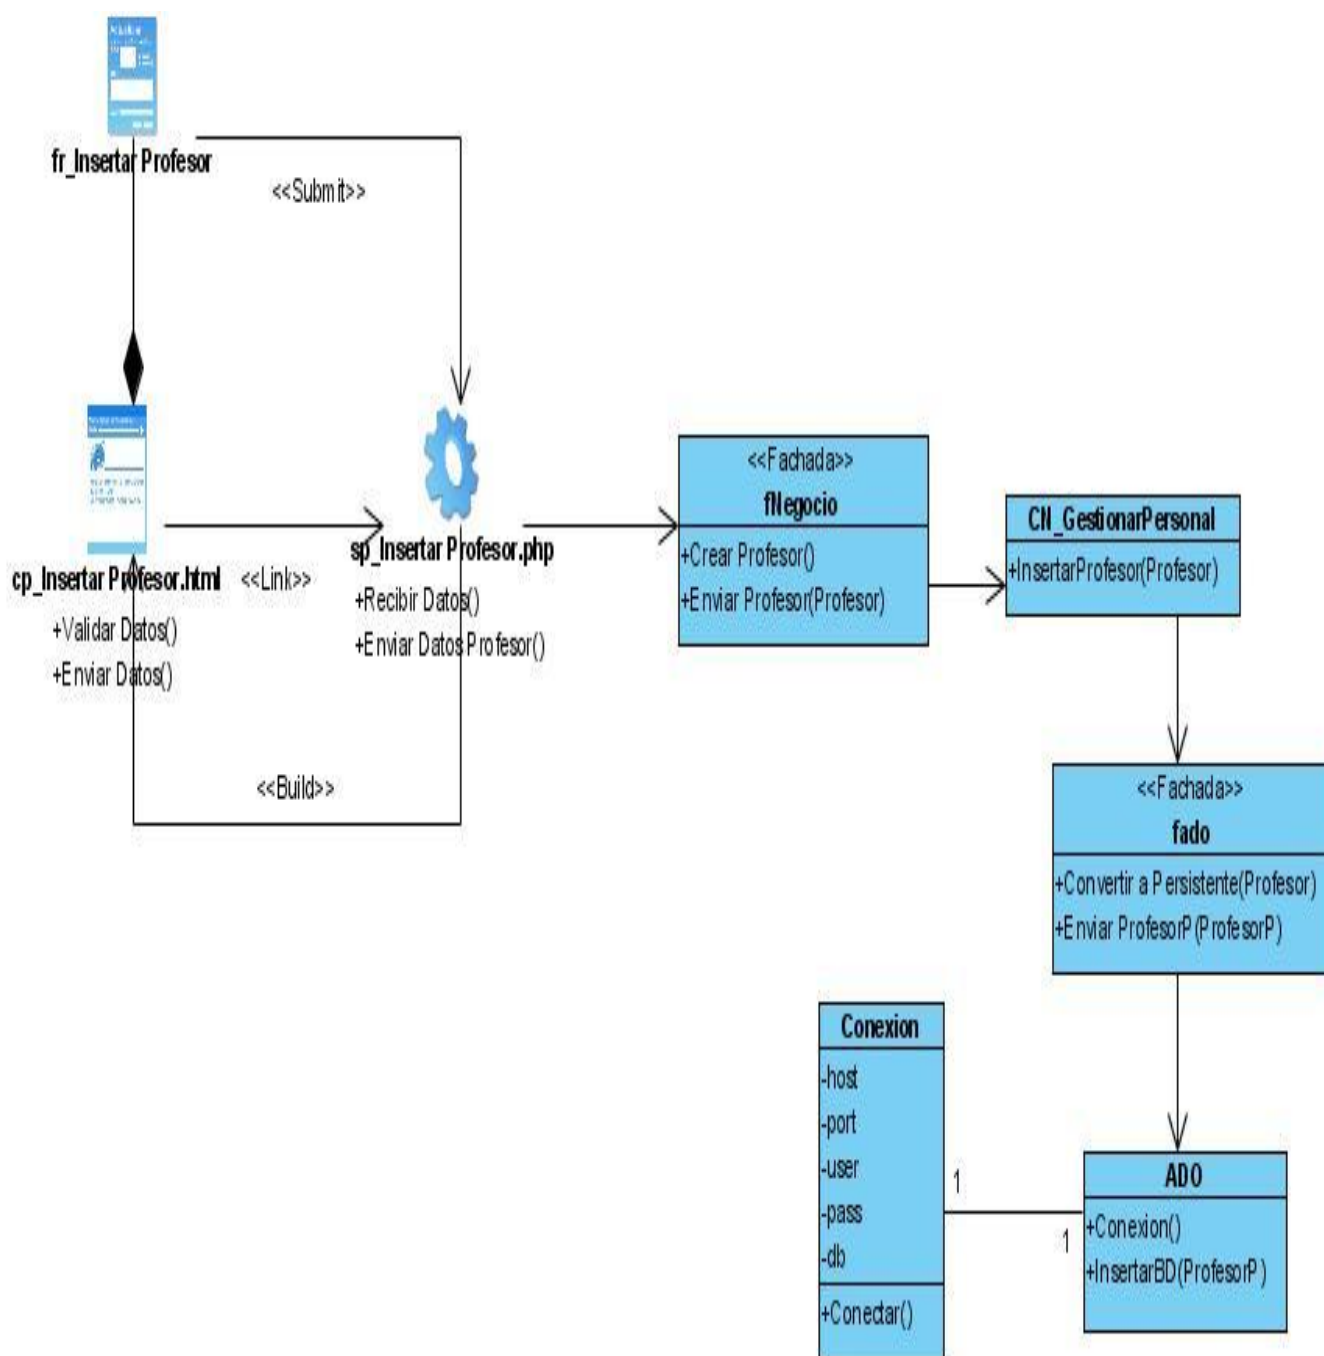 fr_Insertar Profesor
<<Submit>>
cp_Insertar Profesor.html
+Validar Datos()
+Enviar Datos()
<<Link>>
sp_Insertar Profesor.php
+Recibir Datos()
+Enviar Datos Profesor()
<<Build>>
<<Fachada>>
fNegocio
+Crear Profesor()
+Enviar Profesor(Profesor)
CN_GestionarPersonal
+InsertarProfesor(Profesor)
<<Fachada>>
fado
+Convertir a Persistente(Profesor)
+Enviar ProfesorP(ProfesorP)
Conexion
-host
-port
-user
-pass
-db
+Conectar()
1
1
ADO
+Conexion()
+InsertarBD(ProfesorP)